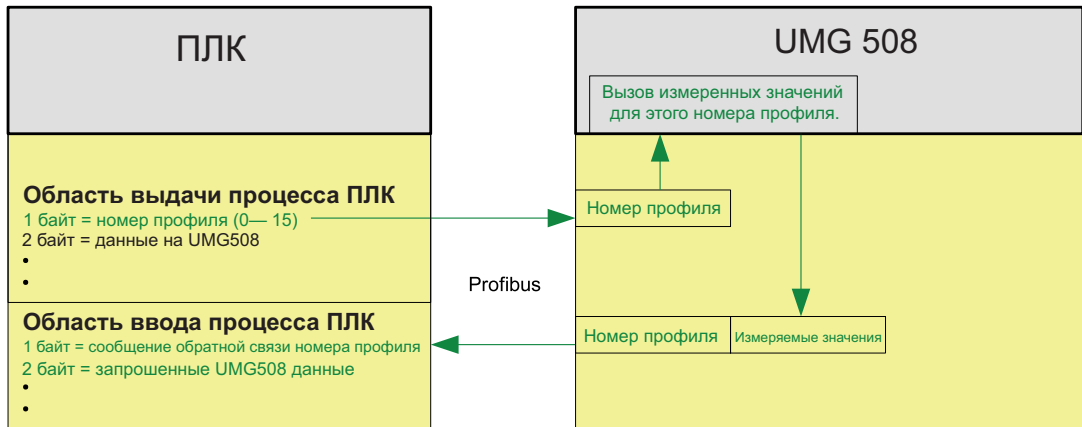 ПЛК
Область выдачи процесса ПЛК
1 байт = номер профиля (0— 15)
2 байт = данные на UMG508
•
•
Область ввода процесса ПЛК
1 байт = сообщение обратной связи номера профиля
2 байт = запрошенные UMG508 данные
•
•
Profibus
UMG 508
Вызов измеренных значений
для этого номера профиля.
Номер профиля
Номер профиля
Измеряемые значения